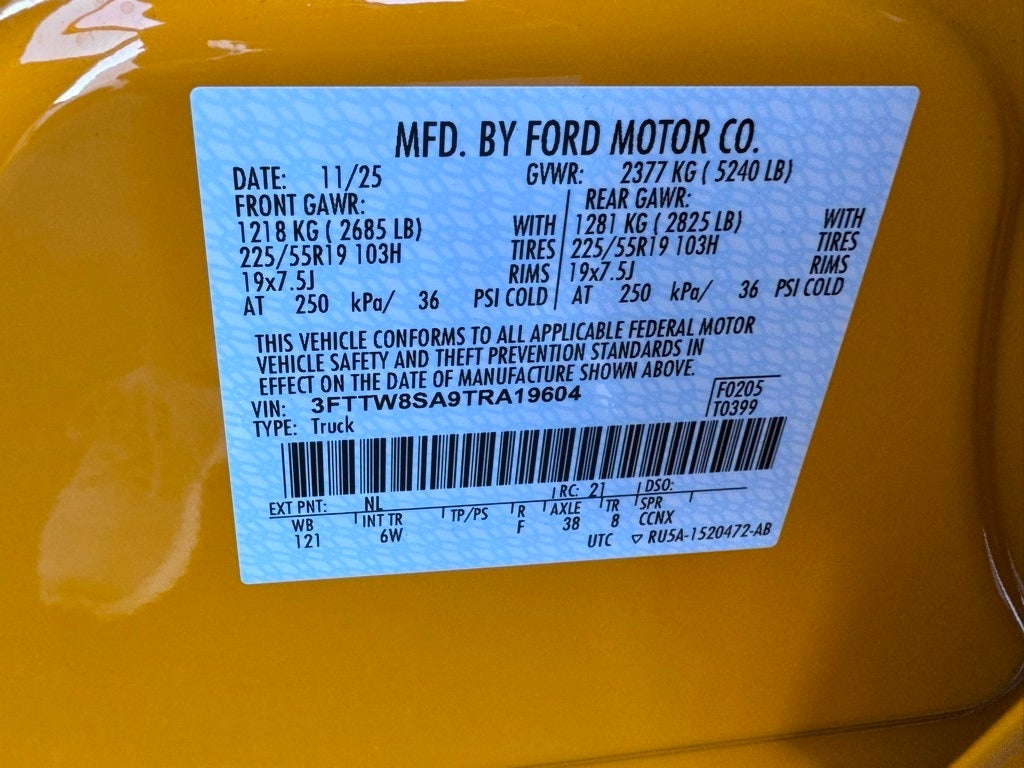 MFD. BY FORD MOTOR CO.
DATE: 11/25 GVWR: 2377 KG ( 5240 LB)
FRONT GAWR: REAR GAWR:
1218 KG ( 2685 LB) WITH 1281 KG ( 2825 LB) WITH
225/55R19 103H TIRES 225/55R19 103H TIRES
19x7.5J RIMS 19x7.5J RIMS
AT 250 kPa/ 36 PSI COLD AT 250 kPa/ 36 PSI COLD
THIS VEHICLE CONFORMS TO ALL APPLICABLE FEDERAL MOTOR
VEHICLE SAFETY AND THEFT PREVENTION STANDARDS IN
EFFECT ON THE DATE OF MANUFACTURE SHOWN ABOVE.
VIN: 3FTTW8SA9TRA19604 F0205
TYPE: Truck T0399
EXT PNT: NL RC: 21 DSO:
WB INT TR TP/PS R AXLE TR SPR
121 6W F 38 8 CCNX
UTC ▽ RU5A-1520472-AB